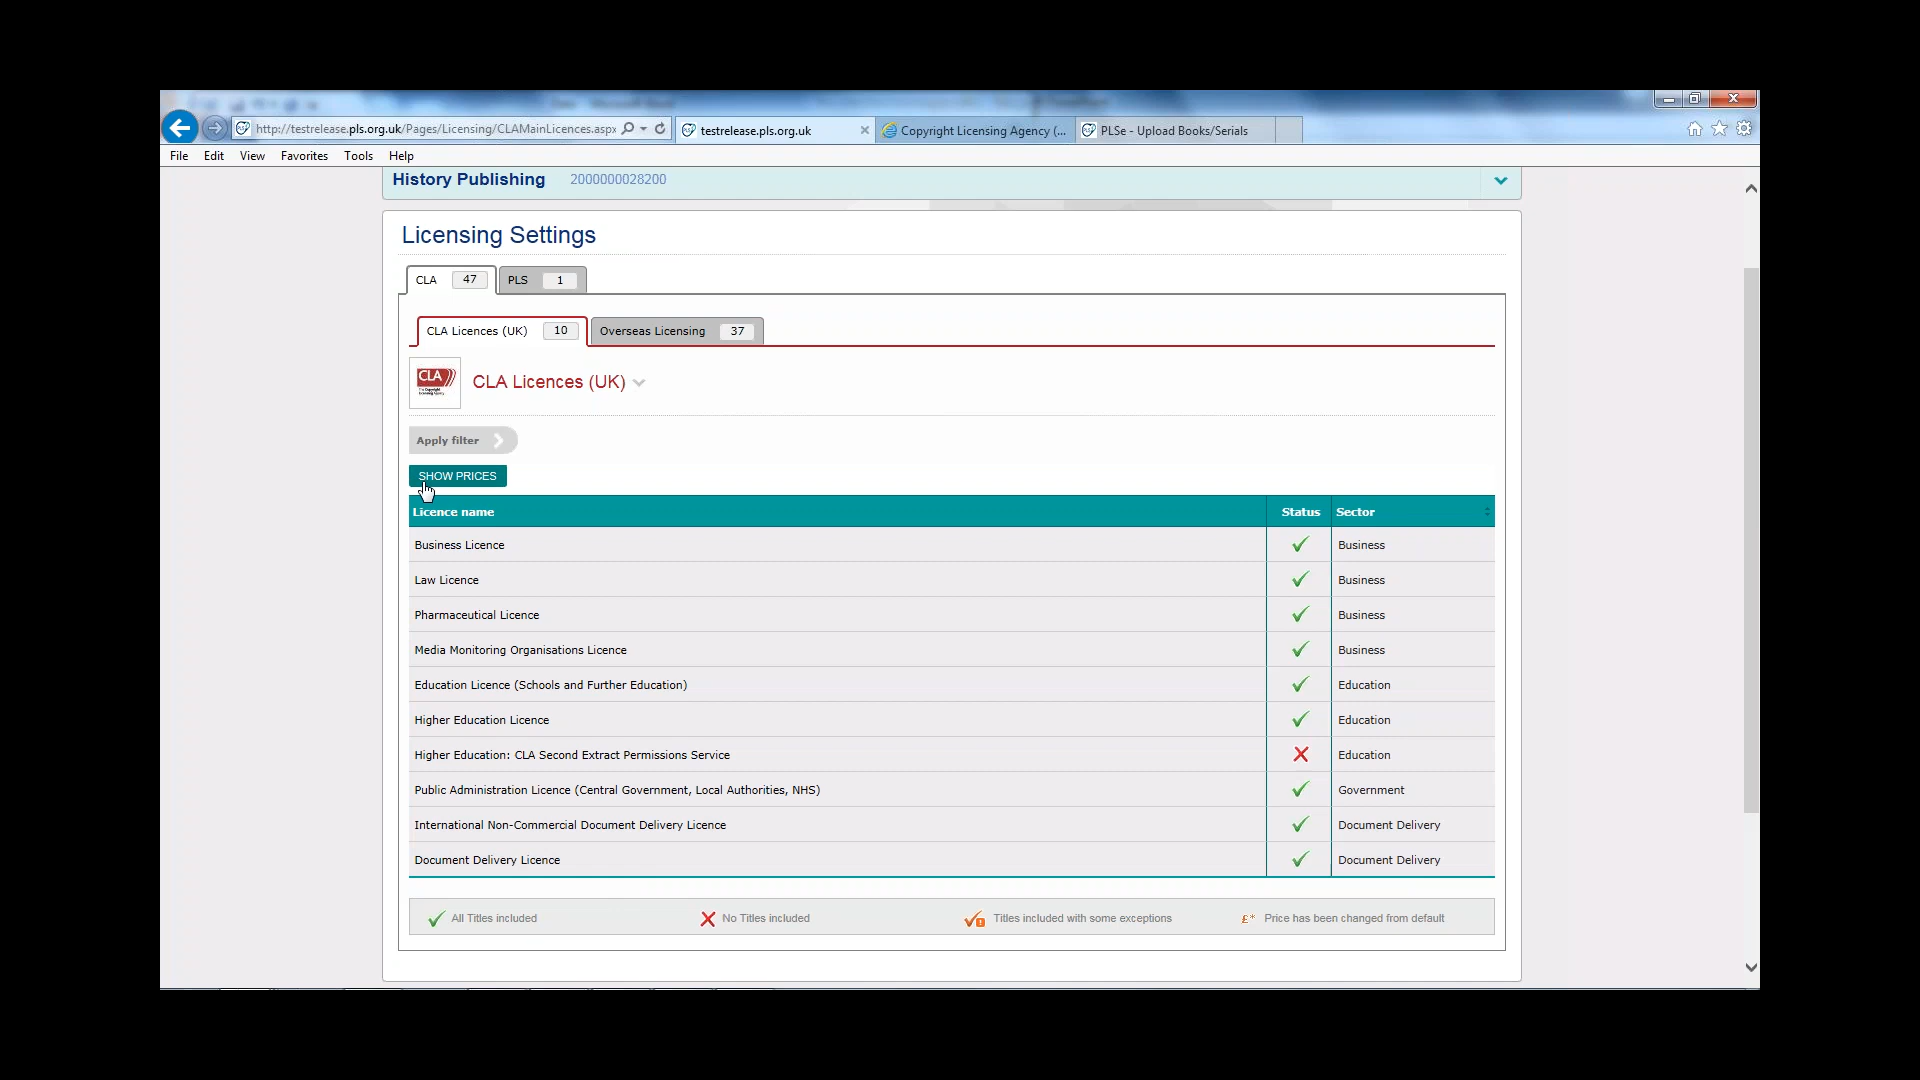 http://testrelease.pls.org.uk/Pages/Licensing/CLAMainLicences.aspx
testrelease.pls.org.uk
Copyright Licensing Agency (...
PLSe - Upload Books/Serials
File Edit View Favorites Tools Help
History Publishing 2000000028200
Licensing Settings
CLA 47 PLS 1
CLA Licences (UK) 10 Overseas Licensing 37
CLA
CLA Licences (UK)
Apply filter
SHOW PRICES
Licence name Status Sector
Business Licence Business
Law Licence Business
Pharmaceutical Licence Business
Media Monitoring Organisations Licence Business
Education Licence (Schools and Further Education) Education
Higher Education Licence Education
Higher Education: CLA Second Extract Permissions Service Education
Public Administration Licence (Central Government, Local Authorities, NHS) Government
International Non-Commercial Document Delivery Licence Document Delivery
Document Delivery Licence Document Delivery
All Titles included No Titles included Titles included with some exceptions £* Price has been changed from default